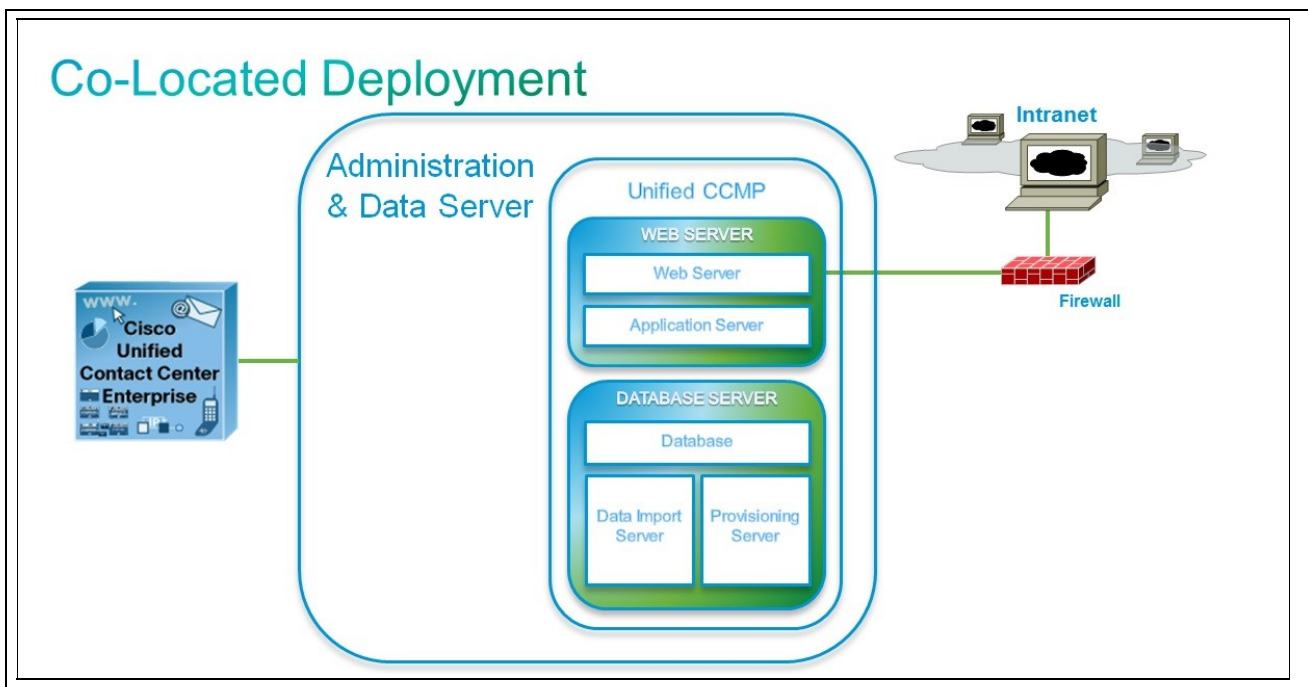 Co-Located Deployment
Administration
& Data Server
Unified CCMP
WEB SERVER
Web Server
Application Server
DATABASE SERVER
Database
Data Import
Server
Provisioning
Server
Intranet
Firewall
www.
@
Cisco
Unified
Contact Center
Enterprise